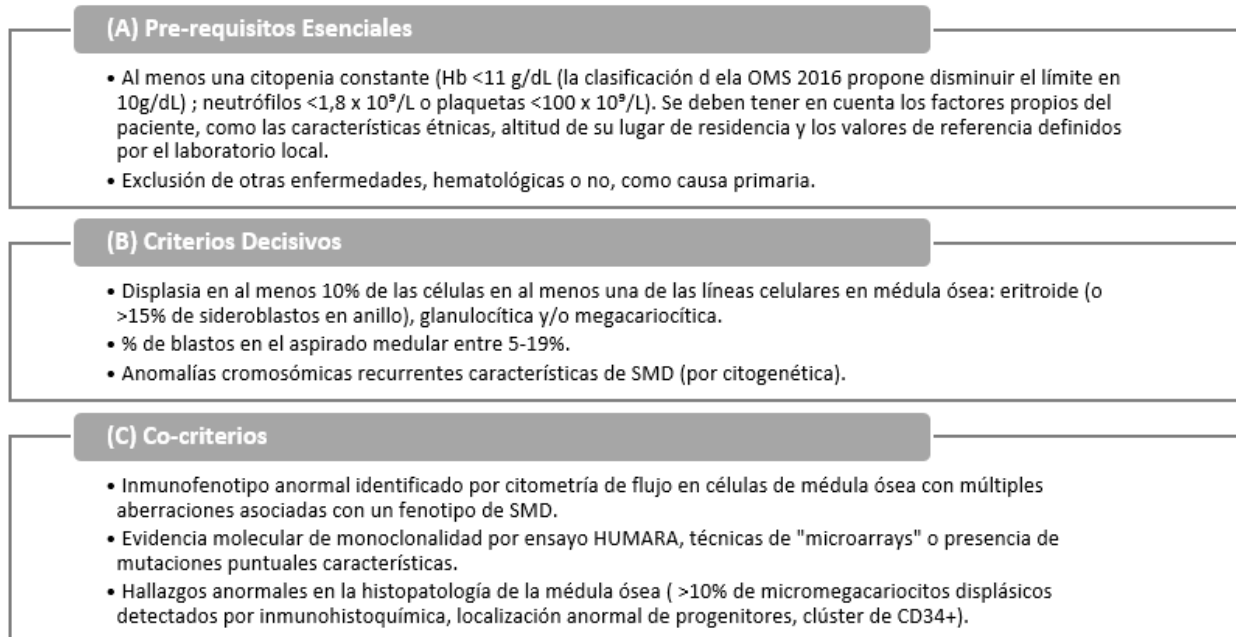 (A) Pre-requisitos Esenciales
• Al menos una citopenia constante (Hb <11 g/dL (la clasificación d ela OMS 2016 propone disminuir el límite en
10g/dL) ; neutrófilos <1,8 x 10⁹/L o plaquetas <100 x 10⁹/L). Se deben tener en cuenta los factores propios del
paciente, como las características étnicas, altitud de su lugar de residencia y los valores de referencia definidos
por el laboratorio local.
• Exclusión de otras enfermedades, hematológicas o no, como causa primaria.
(B) Criterios Decisivos
• Displasia en al menos 10% de las células en al menos una de las líneas celulares en médula ósea: eritroide (o
>15% de sideroblastos en anillo), glanulocítica y/o megacariocítica.
• % de blastos en el aspirado medular entre 5-19%.
• Anomalías cromosómicas recurrentes características de SMD (por citogenética).
(C) Co-criterios
• Inmunofenotipo anormal identificado por citometría de flujo en células de médula ósea con múltiples
aberraciones asociadas con un fenotipo de SMD.
• Evidencia molecular de monoclonalidad por ensayo HUMARA, técnicas de "microarrays" o presencia de
mutaciones puntuales características.
• Hallazgos anormales en la histopatología de la médula ósea ( >10% de micromegacariocitos displásicos
detectados por inmunohistoquímica, localización anormal de progenitores, clúster de CD34+).